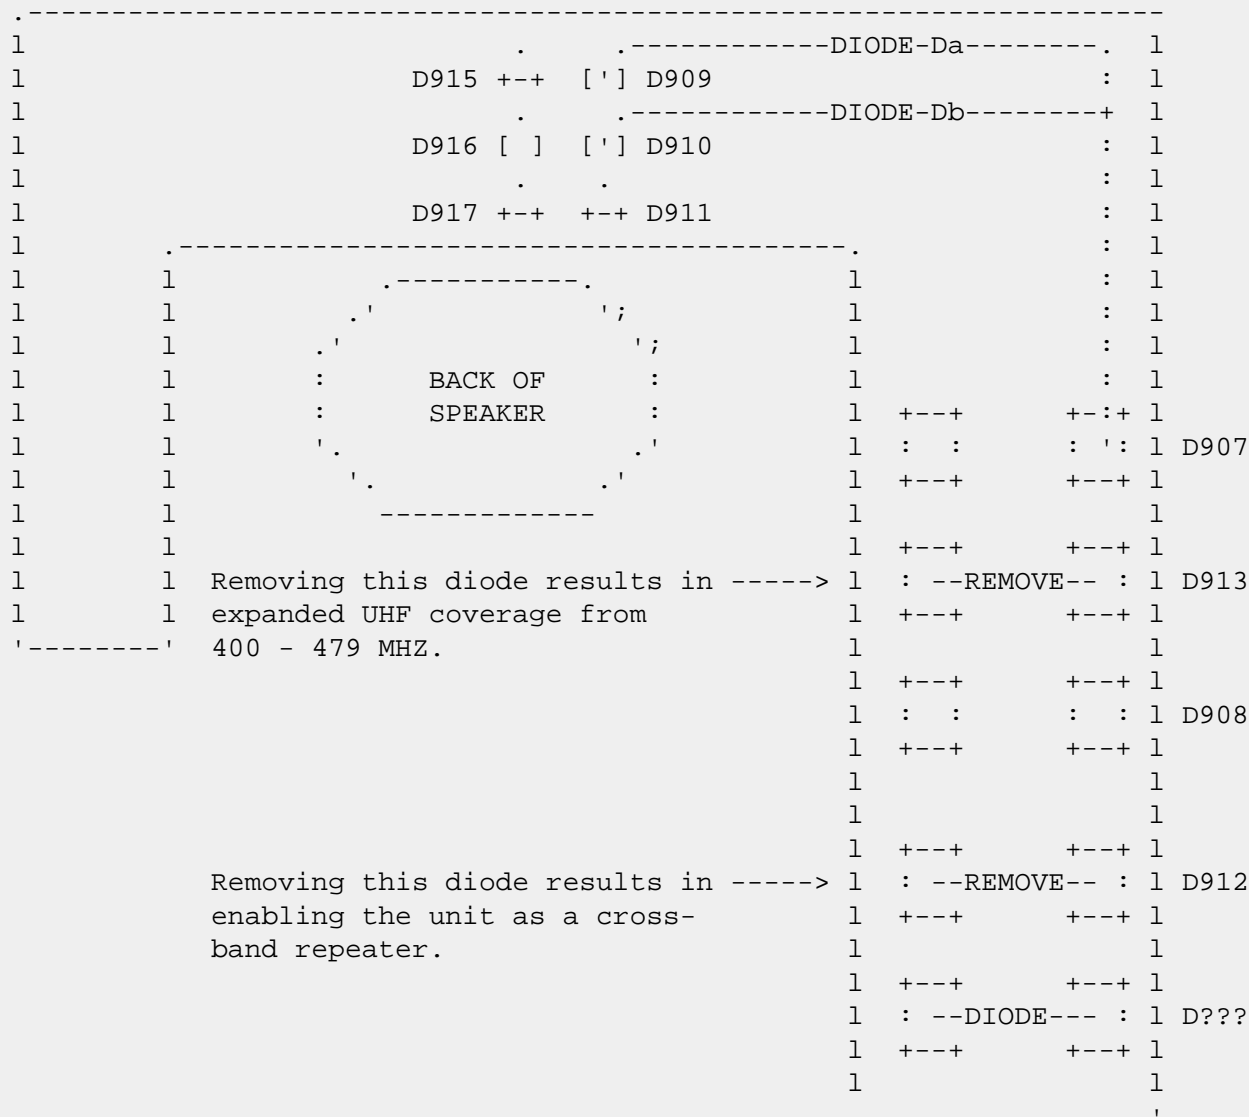 .--------------------------------------------------------------------
l                              .     .------------DIODE-Da--------.  l
l                       D915 +-+  ['] D909                        :  l
l                              .     .------------DIODE-Db--------+  l
l                       D916 [ ]  ['] D910                        :  l
l                              .    .                             :  l
l                       D917 +-+  +-+ D911                        :  l
l        .----------------------------------------.               :  l
l        l            .-----------.               l               :  l
l        l          .'             ';             l               :  l
l        l        .'                 ';           l               :  l
l        l        :      BACK OF      :           l               :  l
l        l        :      SPEAKER      :           l  +--+      +-:+ l
l        l        '.                 .'           l  :  :      : ': l D907
l        l          '.             .'             l  +--+      +--+ l
l        l            -------------               l                 l
l        l                                        l  +--+      +--+ l
l        l  Removing this diode results in -----> l  : --REMOVE-- : l D913
l        l  expanded UHF coverage from            l  +--+      +--+ l
'--------'  400 - 479 MHZ.                        l                 l
                                                  l  +--+      +--+ l
                                                  l  :  :      :  : l D908
                                                  l  +--+      +--+ l
                                                  l                 l
                                                  l                 l
                                                  l  +--+      +--+ l
            Removing this diode results in -----> l  : --REMOVE-- : l D912
            enabling the unit as a cross-         l  +--+      +--+ l
            band repeater.                        l                 l
                                                  l  +--+      +--+ l
                                                  l  : --DIODE--- : l D???
                                                  l  +--+      +--+ l
                                                  l                 l
                                                                    '